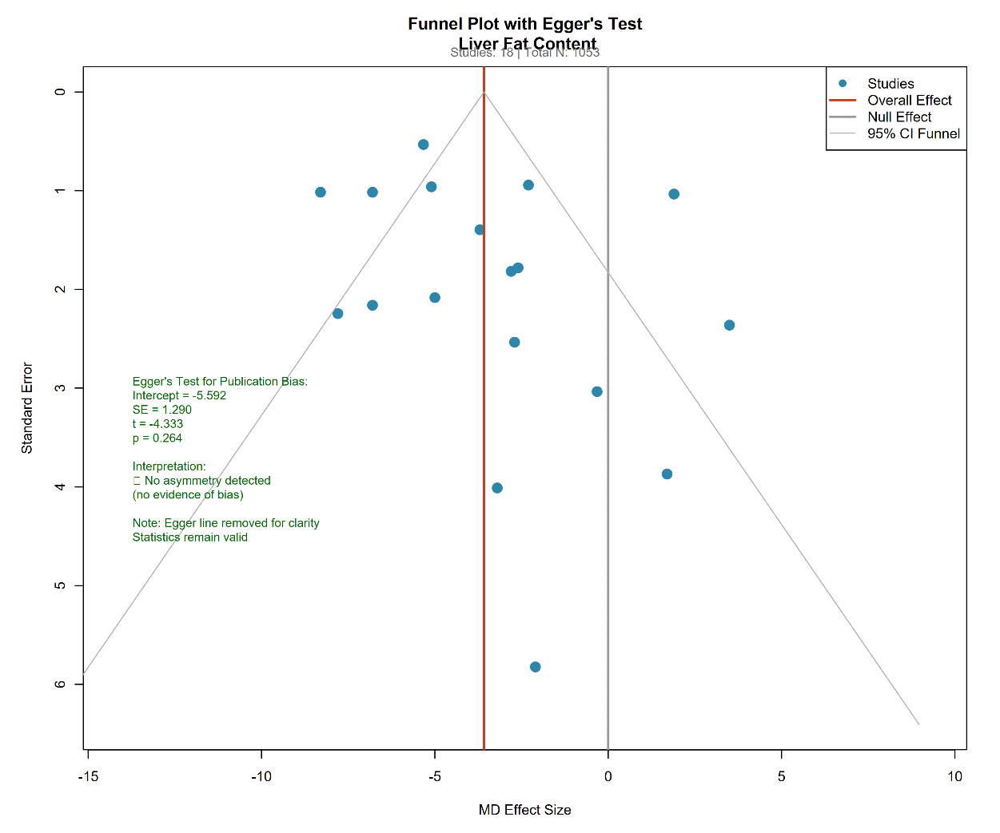 Funnel Plot with Egger's Test
Liver Fat Content
Studies: 18 | Total N: 1053
Studies
Overall Effect
Null Effect
95% CI Funnel
0
1
2
3
4
5
6
Standard Error
Egger's Test for Publication Bias:
Intercept = -5.592
SE = 1.290
t = -4.333
p = 0.264
Interpretation:
▯ No asymmetry detected
(no evidence of bias)
Note: Egger line removed for clarity
Statistics remain valid
-15
-10
-5
0
5
10
MD Effect Size